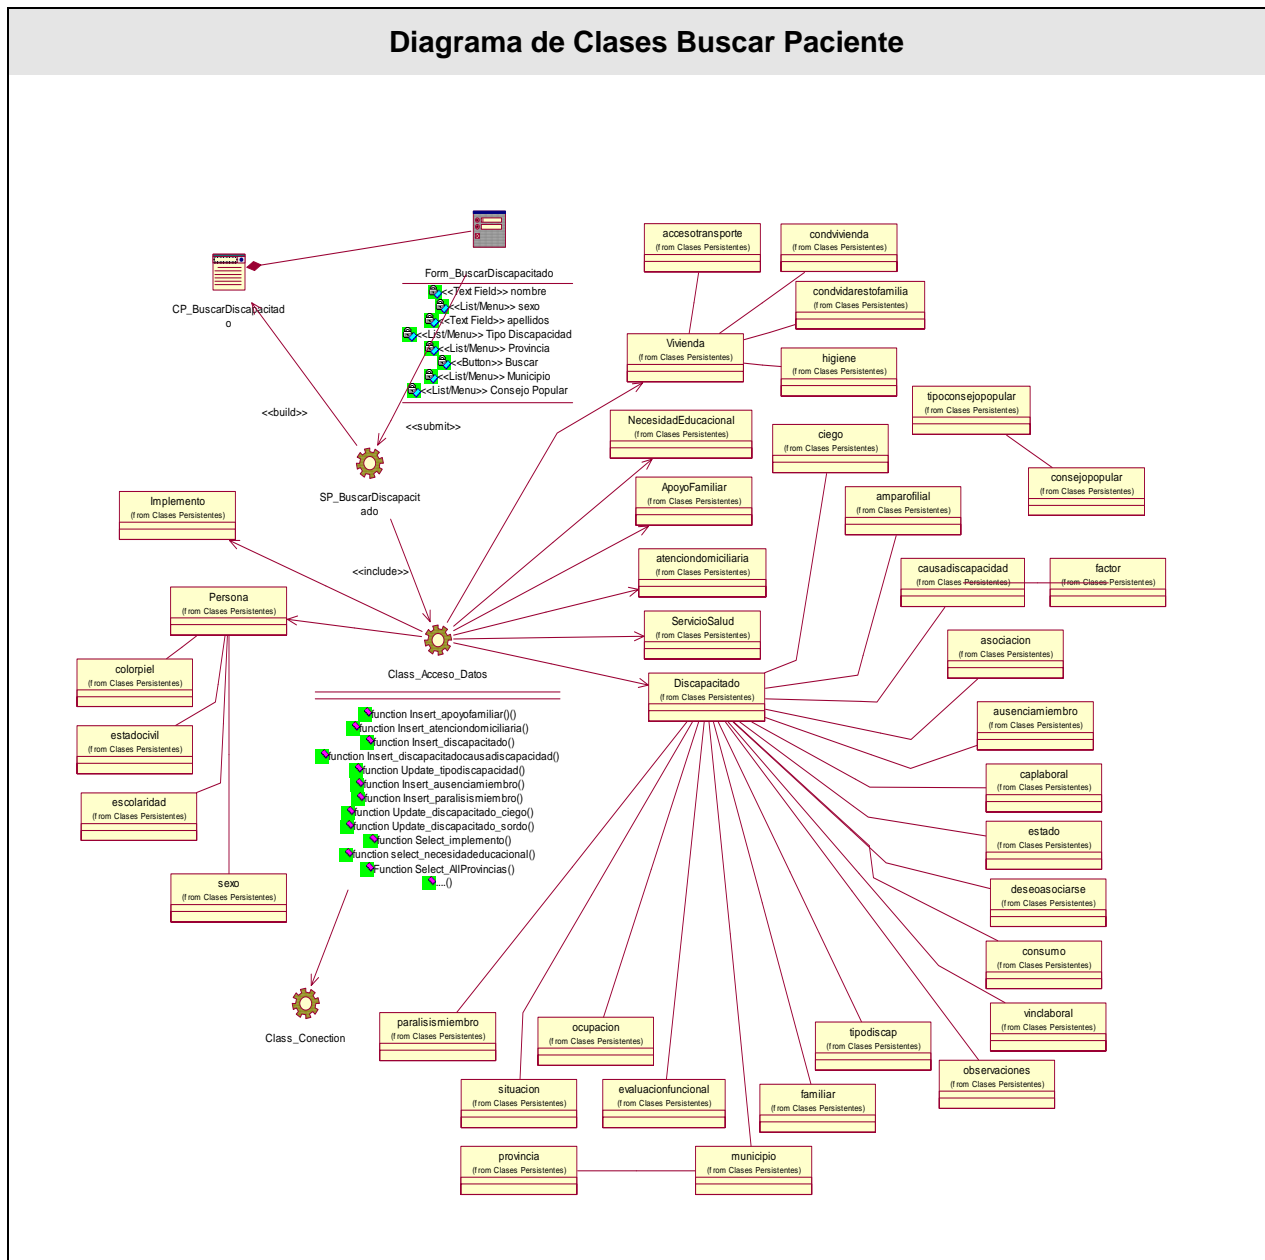 Diagrama de Clases Buscar Paciente
accesotransporte
(from Clases Persistentes)
condvivienda
(from Clases Persistentes)
Form_BuscarDiscapacitado
<<Text Field>> nombre
<<List/Menu>> sexo
<<Text Field>> apellidos
<<List/Menu>> Tipo Discapacidad
<<List/Menu>> Provincia
<<Button>> Buscar
<<List/Menu>> Municipio
<<List/Menu>> Consejo Popular
CP_BuscarDiscapacitad
o
condvidarestofamilia
(from Clases Persistentes)
Vivienda
(from Clases Persistentes)
higiene
(from Clases Persistentes)
<<build>>
<<submit>>
NecesidadEducacional
(from Clases Persistentes)
ciego
(from Clases Persistentes)
tipoconsejopopular
(from Clases Persistentes)
consejopopular
(from Clases Persistentes)
SP_BuscarDiscapacit
ado
Implemento
(from Clases Persistentes)
ApoyoFamiliar
(from Clases Persistentes)
amparofilial
(from Clases Persistentes)
<<include>>
atenciondomiciliaria
(from Clases Persistentes)
causadiscapacidad
(from Clases Persistentes)
factor
(from Clases Persistentes)
Persona
(from Clases Persistentes)
ServicioSalud
(from Clases Persistentes)
asociacion
(from Clases Persistentes)
colorpiel
(from Clases Persistentes)
Class_Acceso_Datos
Discapacitado
(from Clases Persistentes)
ausenciamiembro
(from Clases Persistentes)
function Insert_apoyofamiliar()()
function Insert_atenciondomiciliaria()
function Insert_discapacitado()
function Insert_discapacitadocausadiscapacidad()
function Update_tipodiscapacidad()
function Insert_ausenciamiembro()
function Insert_paralisismiembro()
function Update_discapacitado_ciego()
function Update_discapacitado_sordo()
function Select_implemento()
function select_necesidadeducacional()
Function Select_AllProvincias()
....()
estadocivil
(from Clases Persistentes)
escolaridad
(from Clases Persistentes)
sexo
(from Clases Persistentes)
caplaboral
(from Clases Persistentes)
estado
(from Clases Persistentes)
deseoasociarse
(from Clases Persistentes)
consumo
(from Clases Persistentes)
vinclaboral
(from Clases Persistentes)
Class_Conection
paralisismiembro
(from Clases Persistentes)
ocupacion
(from Clases Persistentes)
tipodiscap
(from Clases Persistentes)
observaciones
(from Clases Persistentes)
situacion
(from Clases Persistentes)
evaluacionfuncional
(from Clases Persistentes)
familiar
(from Clases Persistentes)
provincia
(from Clases Persistentes)
municipio
(from Clases Persistentes)